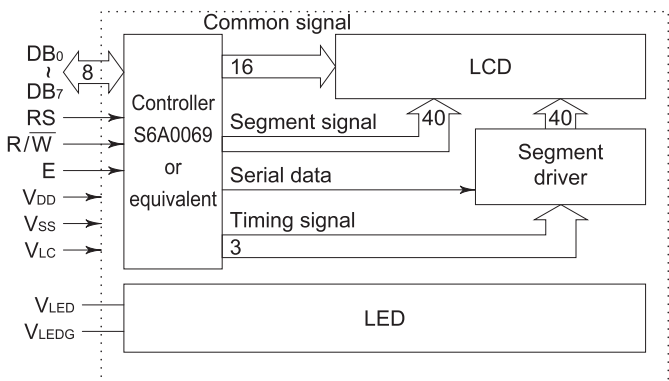 Common signal
DB0
~
DB7
8
16
LCD
Controller
S6A0069
or
equivalent
RS
R/W̅
E
VDD
VSS
VLC
Segment signal
40
40
Segment
driver
Serial data
Timing signal
3
VLED
VLEDG
LED